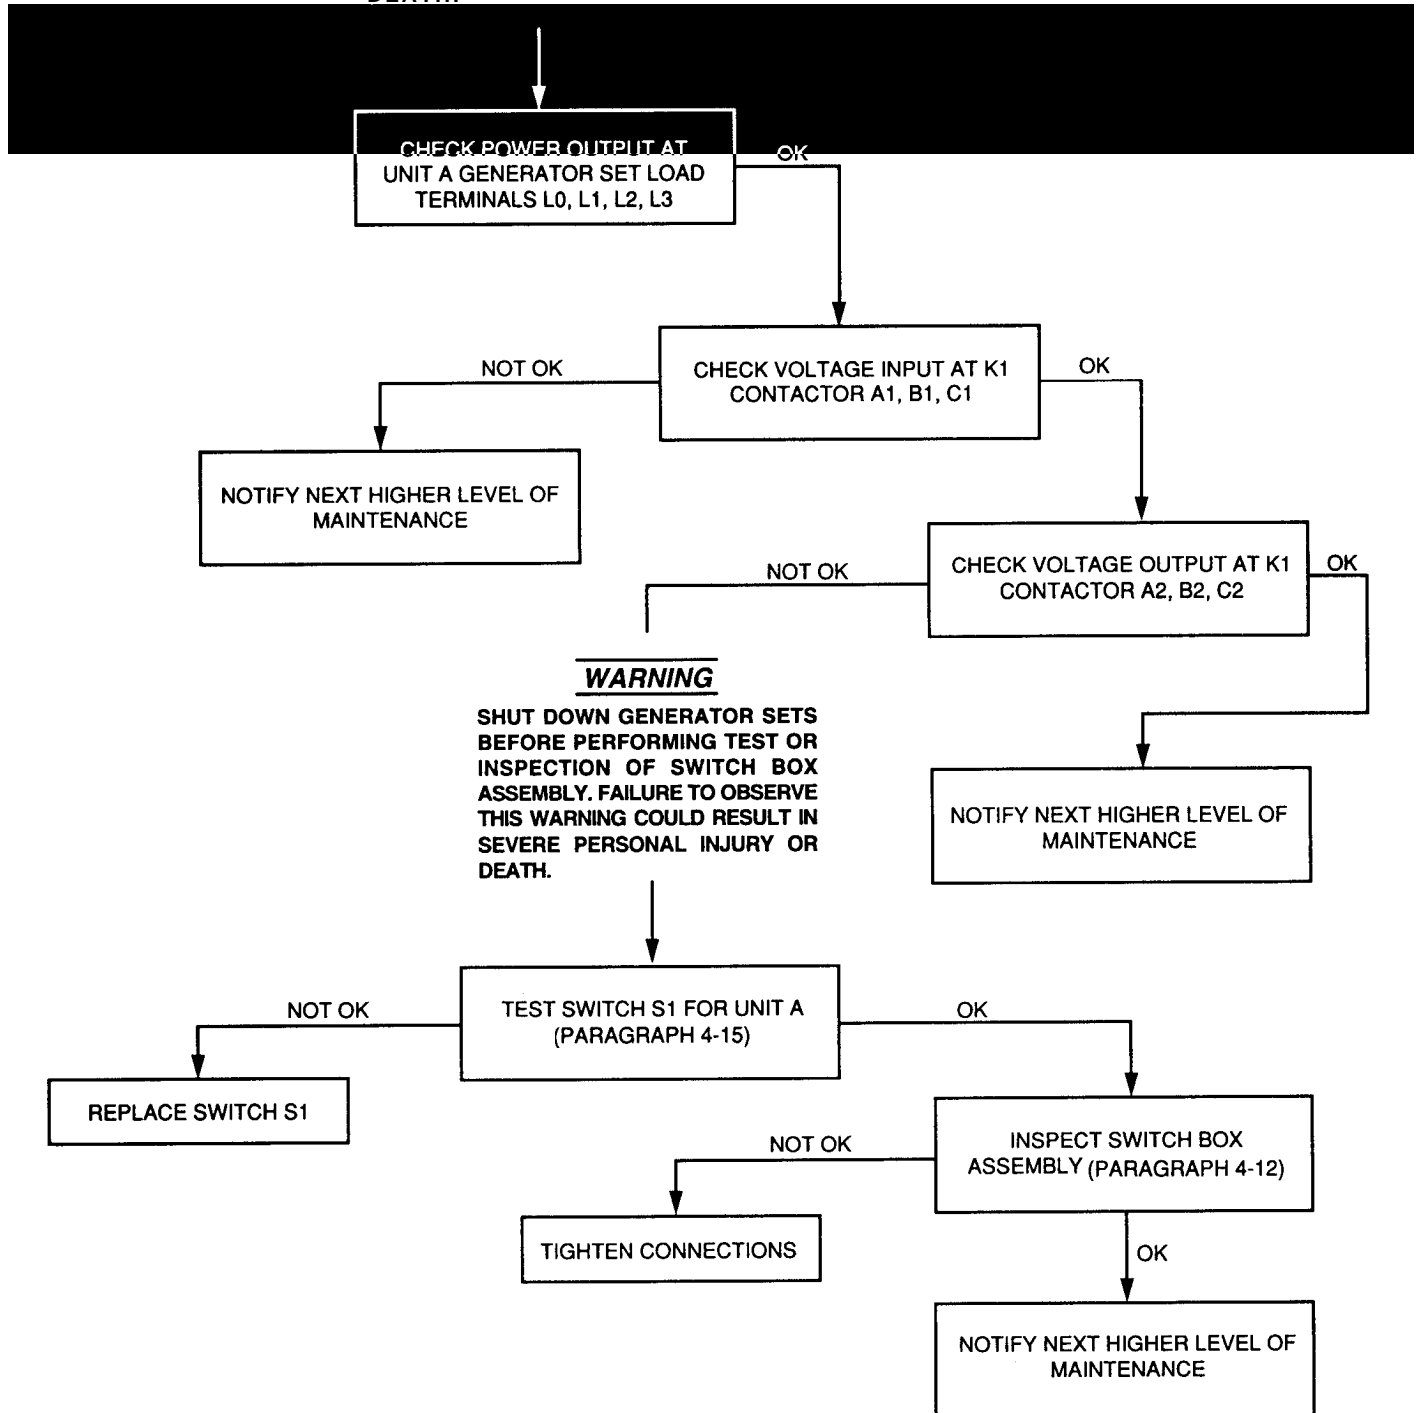 CHECK POWER OUTPUT AT
UNIT A GENERATOR SET LOAD
TERMINALS L0, L1, L2, L3
OK
CHECK VOLTAGE INPUT AT K1
CONTACTOR A1, B1, C1
NOT OK
OK
NOTIFY NEXT HIGHER LEVEL OF
MAINTENANCE
CHECK VOLTAGE OUTPUT AT K1
CONTACTOR A2, B2, C2
NOT OK
OK
WARNING
SHUT DOWN GENERATOR SETS
BEFORE PERFORMING TEST OR
INSPECTION OF SWITCH BOX
ASSEMBLY. FAILURE TO OBSERVE
THIS WARNING COULD RESULT IN
SEVERE PERSONAL INJURY OR
DEATH.
NOTIFY NEXT HIGHER LEVEL OF
MAINTENANCE
TEST SWITCH S1 FOR UNIT A
(PARAGRAPH 4-15)
NOT OK
OK
REPLACE SWITCH S1
INSPECT SWITCH BOX
ASSEMBLY (PARAGRAPH 4-12)
NOT OK
TIGHTEN CONNECTIONS
OK
NOTIFY NEXT HIGHER LEVEL OF
MAINTENANCE